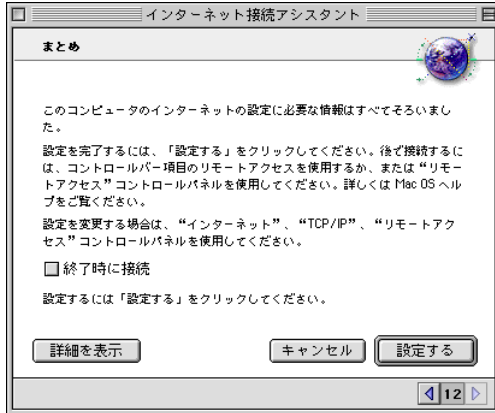 インターネット接続アシスタント
まとめ
このコンピュータのインターネットの設定に必要な情報はすべてそろいまし
た。
設定を完了するには、「設定する」をクリックしてください。後で接続するに
は、コントロールバー項目のリモートアクセスを使用するか、または“リモー
トアクセス”コントロールパネルを使用してください。詳しくは Mac OS ヘル
プをご覧ください。
設定を変更する場合は、“インターネット”、“TCP/IP”、“リモートアク
セス”コントロールパネルを使用してください。
終了時に接続
設定するには「設定する」をクリックしてください。
詳細を表示 キャンセル 設定する
12